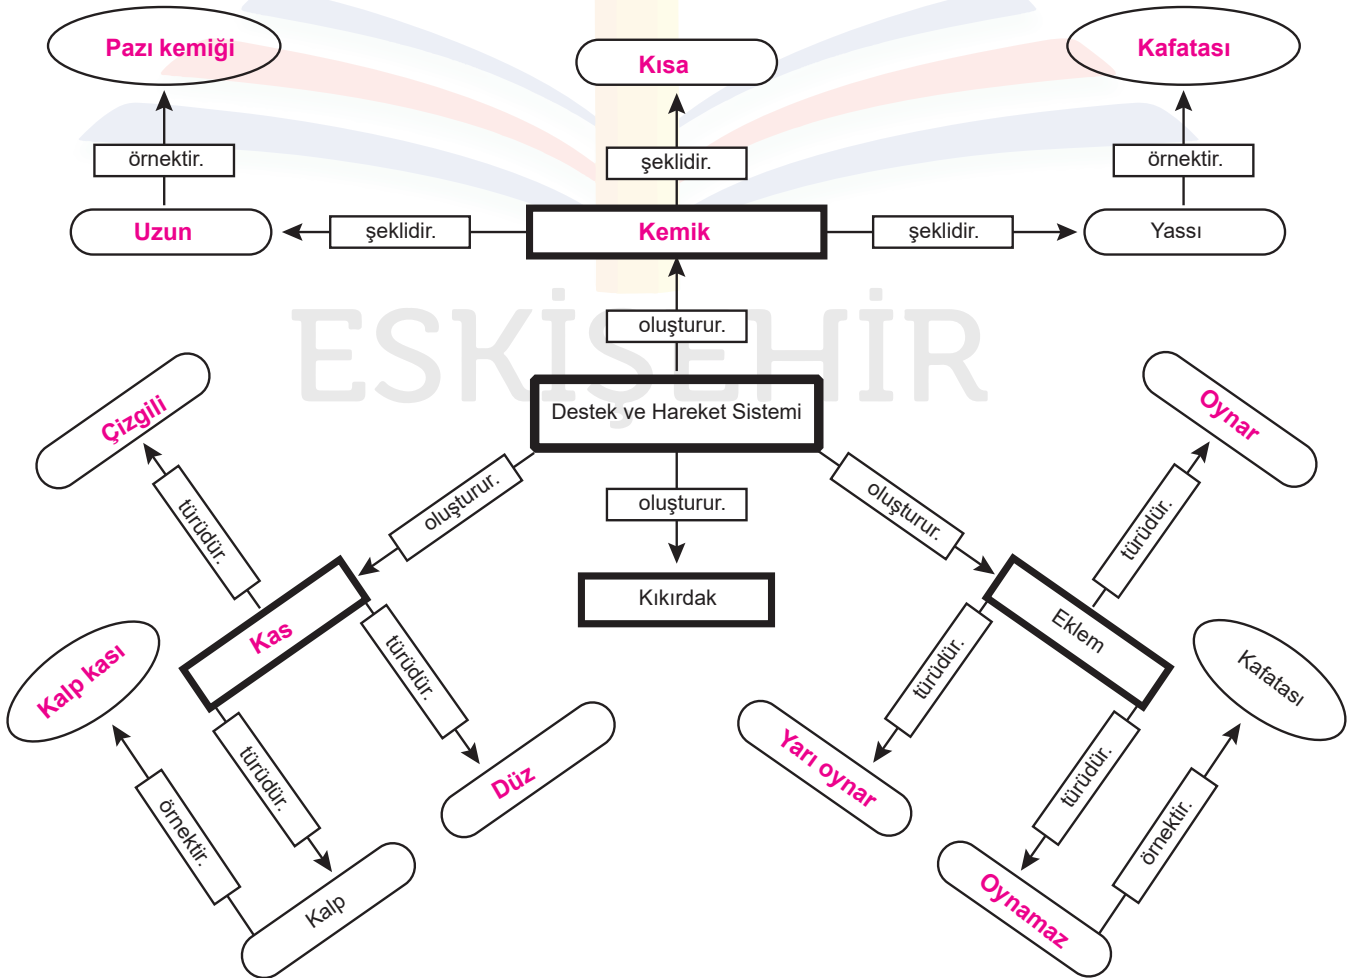 Pazı kemiği
Kısa
Kafatası
örnektir.
şeklidir.
örnektir.
Uzun
şeklidir.
Kemik
şeklidir.
Yassı
oluşturur.
ESKİŞEHİR
Destek ve Hareket Sistemi
Çizgili
Oynar
türüdür.
oluşturur.
oluşturur.
oluşturur.
türüdür.
Kas
Kıkırdak
Eklem
Kalp kası
türüdür.
türüdür.
Kafatası
türüdür.
Düz
Yarı oynar
türüdür.
örnektir.
örnektir.
Kalp
Oynamaz